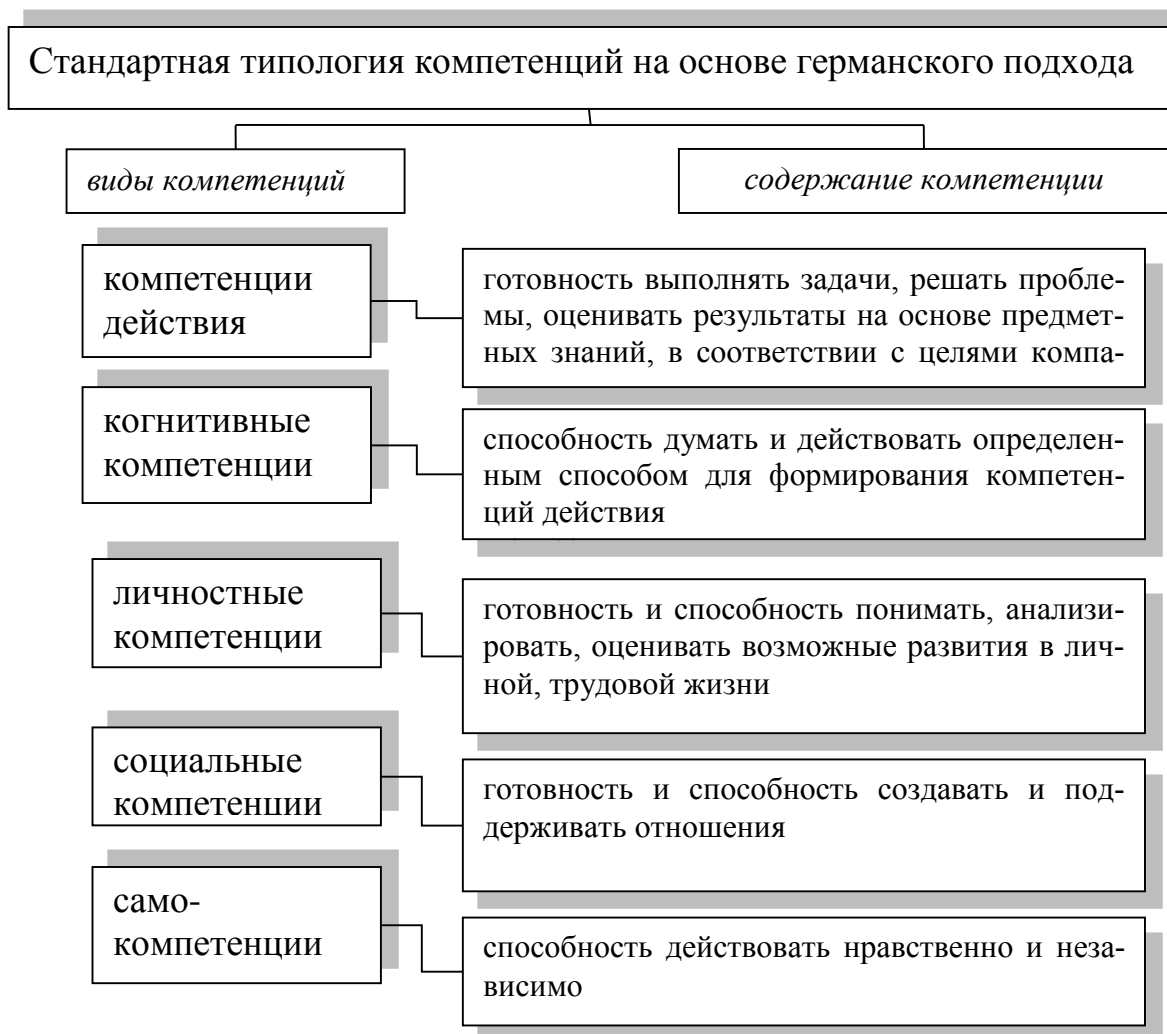 Стандартная типология компетенций на основе германского подхода
виды компетенций
содержание компетенции
компетенции
действия
готовность выполнять задачи, решать пробле-
мы, оценивать результаты на основе предмет-
ных знаний, в соответствии с целями компа-
когнитивные
компетенции
способность думать и действовать определен-
ным способом для формирования компетен-
ций действия
личностные
компетенции
готовность и способность понимать, анализи-
ровать, оценивать возможные развития в лич-
ной, трудовой жизни
социальные
компетенции
готовность и способность создавать и под-
держивать отношения
само-
компетенции
способность действовать нравственно и неза-
висимо